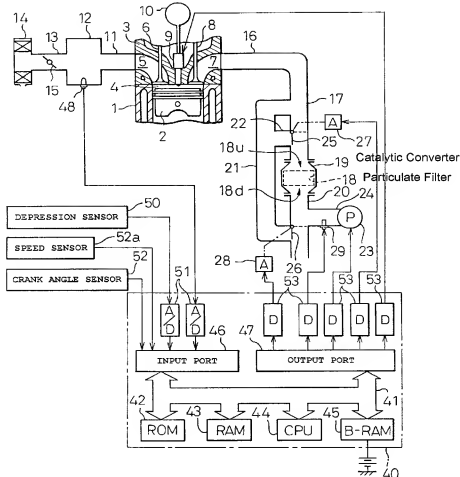 10
14
13
12
11
3
6
9
8
16
5
7
15
48
4
1
2
17
22
A
25
27
18u
19
Catalytic Converter
21
18
Particulate Filter
18d
20
24
P
50
DEPRESSION SENSOR
52a
SPEED SENSOR
52
CRANK ANGLE SENSOR
28
A
26
29
23
51
53
53
53
A/D
A/D
D
D
D
D
D
46
47
INPUT PORT
OUTPUT PORT
41
42
43
44
45
ROM
RAM
CPU
B-RAM
40